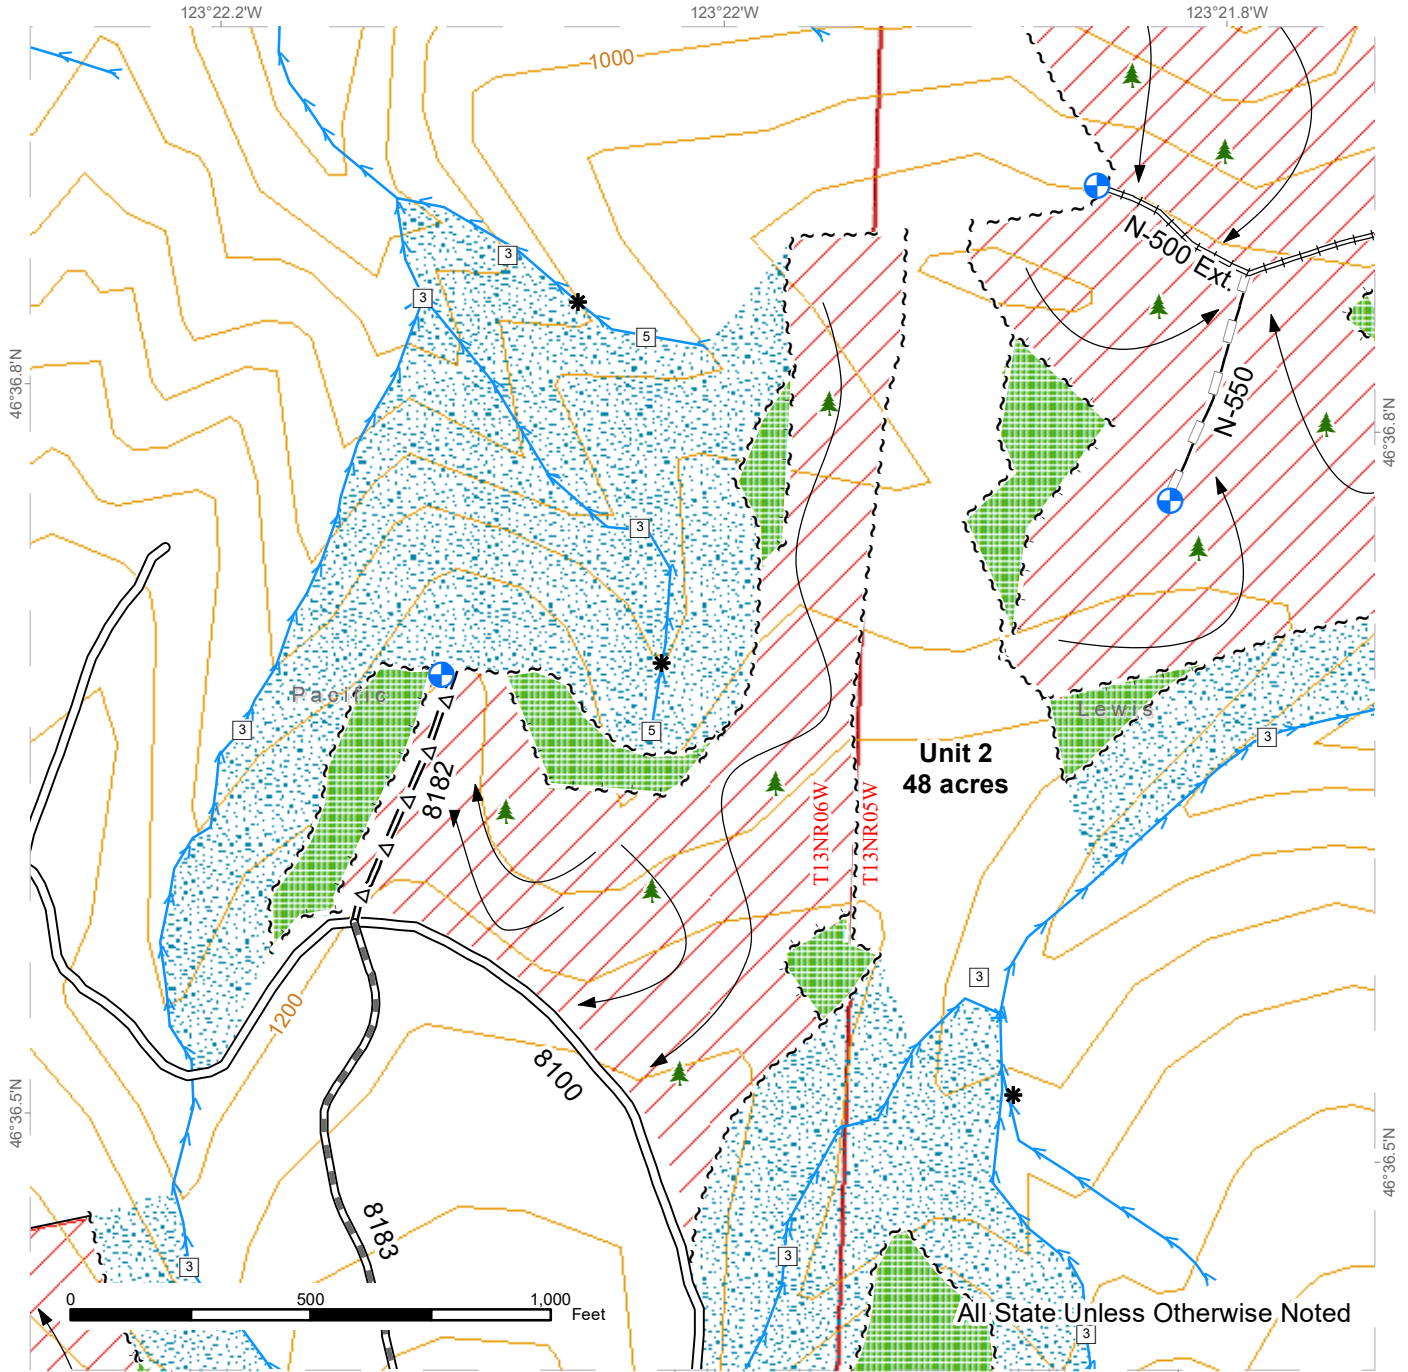 123°22.2'W
123°22'W
123°21.8'W
1000
N-500 Ext.
3
5
3
46°36.8'N
46°36.8'N
N-550
3
Pacific
3
5
Lewis
3
Unit 2
48 acres
8182
T13NR06W
T13NR05W
3
1200
8100
46°36.5'N
46°36.5'N
8183
3
3
0
500
1,000
Feet
All State Unless Otherwise Noted
3